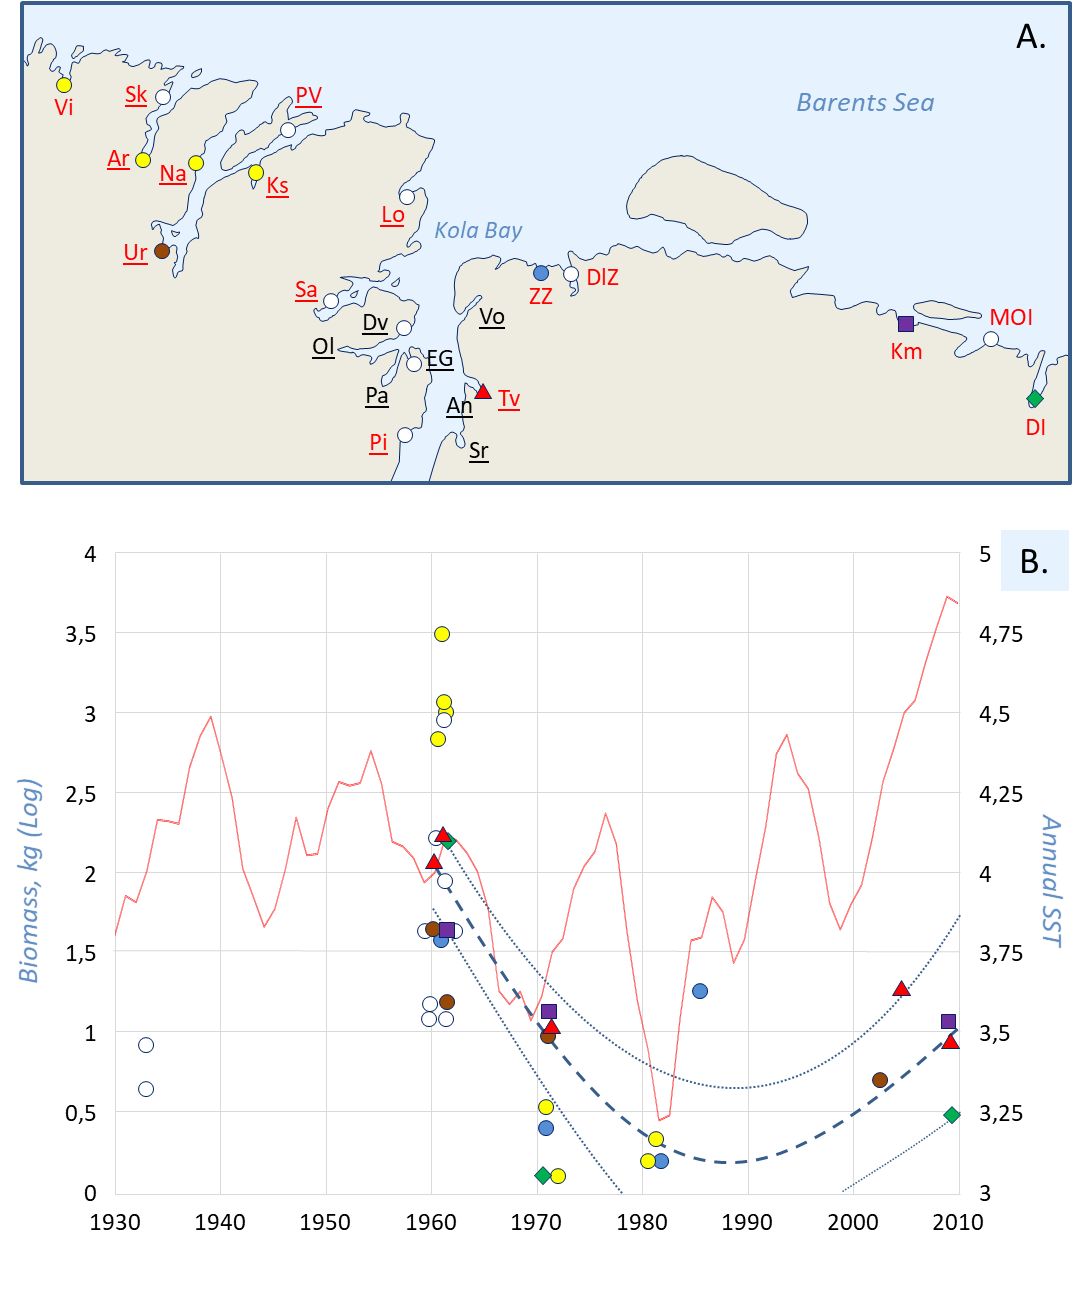 A.
Barents Sea
Vi
Sk
PV
Ar
Na
Ks
Lo
Kola Bay
Ur
Sa
ZZ
DlZ
Dv
Vo
MOI
Ol
EG
Km
Pa
An
Tv
Dl
Pi
Sr
B.
4
3,5
3
2,5
2
1,5
1
0,5
0
Biomass, kg (Log)
5
4,75
4,5
4,25
4
3,75
3,5
3,25
3
Annual SST
1930 1940 1950 1960 1970 1980 1990 2000 2010